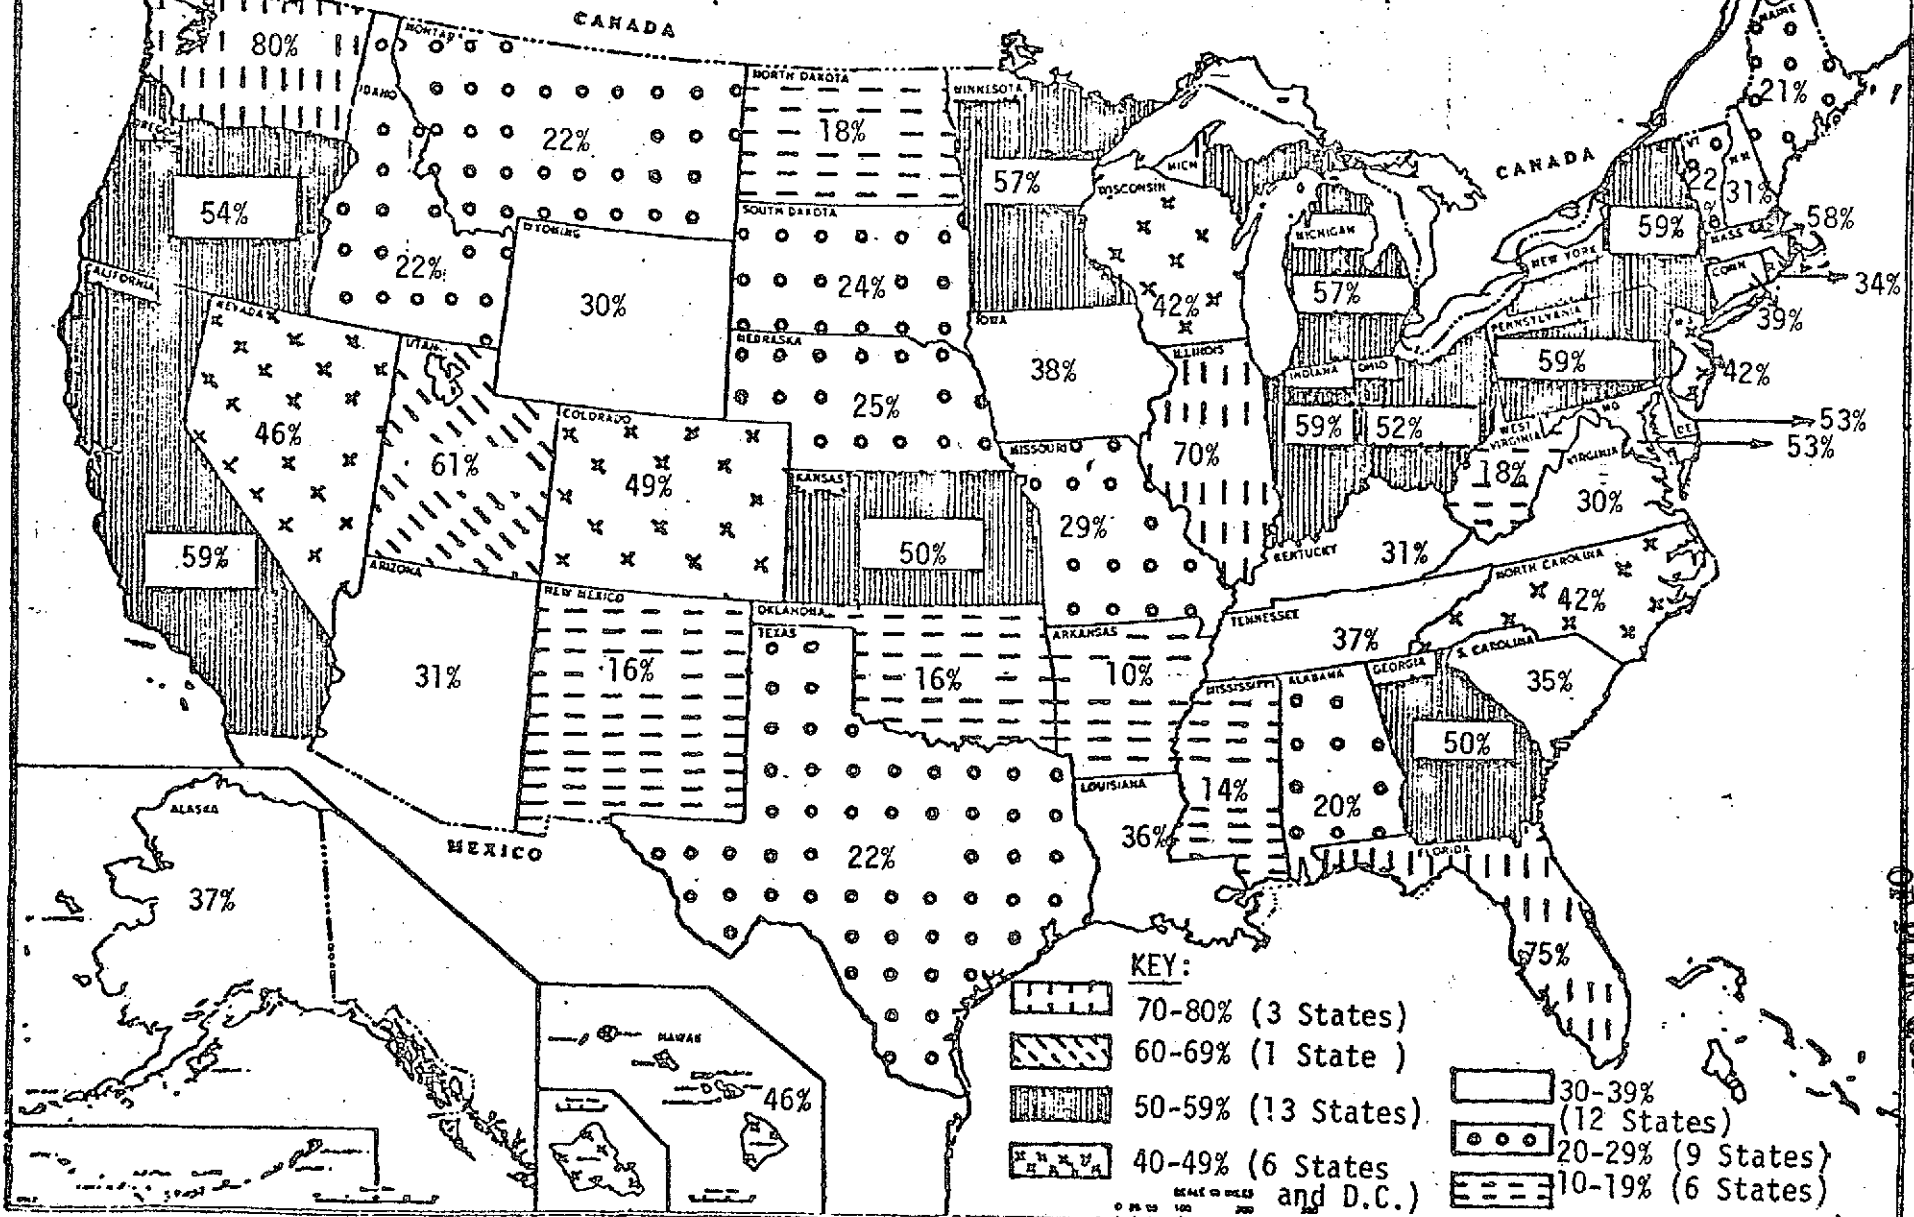 CANADA
80%
MONTANA
IDAHO
22%
NORTH DAKOTA
18%
MINNESOTA
57%
MICH
WISCONSIN
42%
CANADA
MAINE
21%
VT
22%
31%
58%
MASS
59%
NEW YORK
CONN
34%
39%
OREGON
54%
22%
WYOMING
30%
SOUTH DAKOTA
24%
MICHIGAN
57%
CALIFORNIA
59%
NEVADA
46%
UTAH
61%
COLORADO
49%
NEBRASKA
25%
IOWA
38%
ILLINOIS
70%
INDIANA
59%
OHIO
52%
PENNSYLVANIA
59%
42%
MD
DE
53%
53%
WEST
VIRGINIA
18%
VIRGINIA
30%
KANSAS
50%
MISSOURI
29%
KENTUCKY
31%
NORTH CAROLINA
42%
TENNESSEE
37%
S CAROLINA
35%
ARIZONA
31%
NEW MEXICO
16%
OKLAHOMA
16%
TEXAS
22%
ARKANSAS
10%
MISSISSIPPI
14%
ALABAMA
20%
GEORGIA
50%
LOUISIANA
36%
FLORIDA
75%
MEXICO
ALASKA
37%
HAWAII
46%
KEY:
70-80% (3 States)
60-69% (1 State )
50-59% (13 States)
40-49% (6 States
and D.C.)
30-39%
(12 States)
20-29% (9 States)
10-19% (6 States)